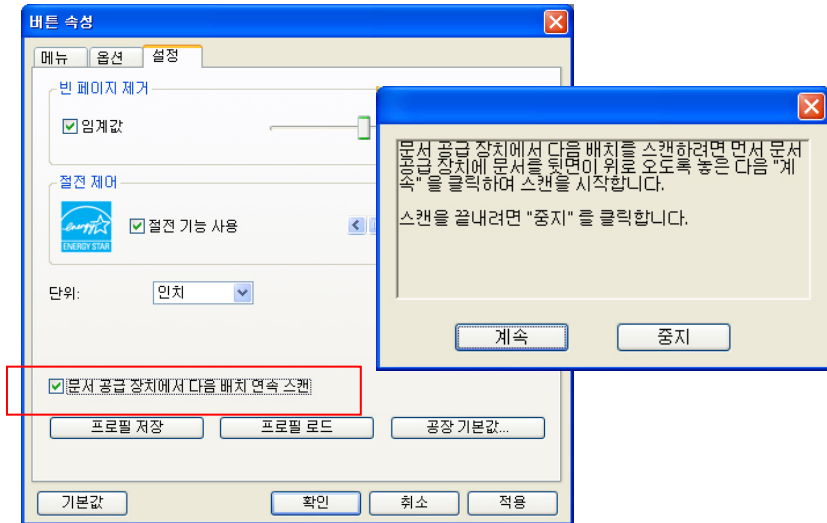 버튼 속성
메뉴 옵션 설정
빈 페이지 제거
임계값
절전 제어
energy
ENERGY STAR
절전 기능 사용
단위: 인치
문서 공급 장치에서 다음 배치 연속 스캔
프로필 저장 프로필 로드 공장 기본값...
기본값 확인 취소 적용
문서 공급 장치에서 다음 배치를 스캔하려면 먼저 문서
공급 장치에 문서를 뒷면이 위로 오도록 놓은 다음 "계
속" 을 클릭하여 스캔을 시작합니다.
스캔을 끝내려면 "중지" 를 클릭합니다.
계속 중지